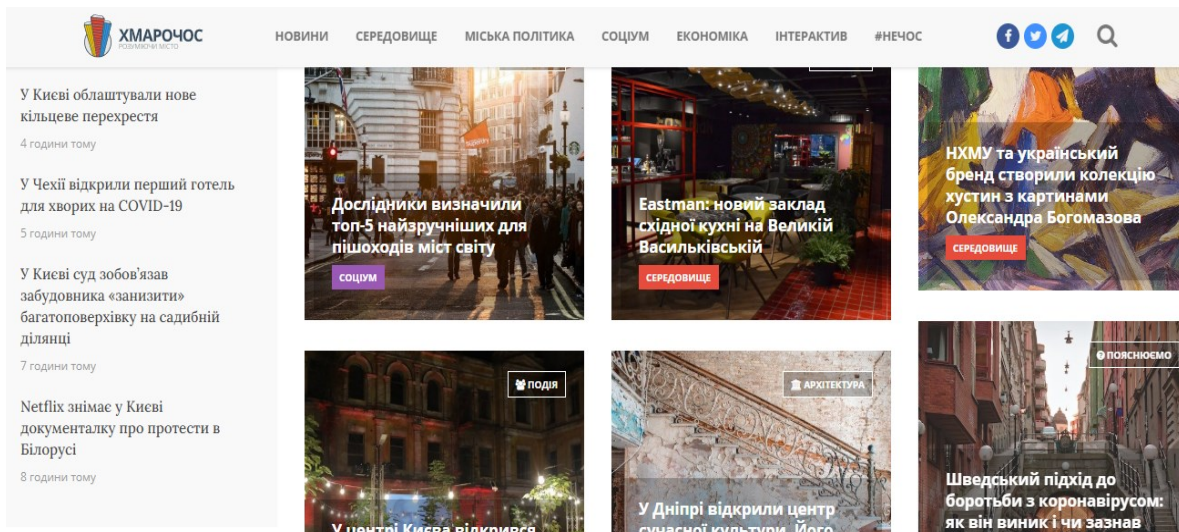 ХМАРОЧОС
РОЗУМІЮЧИ МІСТО
НОВИНИ
СЕРЕДОВИЩЕ
МІСЬКА ПОЛІТИКА
СОЦІУМ
ЕКОНОМІКА
ІНТЕРАКТИВ
#НЕЧОС
У Києві облаштували нове
кільцеве перехрестя
4 години тому
У Чехії відкрили перший готель
для хворих на COVID-19
5 години тому
У Києві суд зобов'язав
забудовника «занизити»
багатоповерхівку на садибній
ділянці
7 години тому
Netflix знімає у Києві
документалку про протести в
Білорусі
8 години тому
Дослідники визначили
топ-5 найзручніших для
пішоходів міст світу
СОЦІУМ
Eastman: новий заклад
східної кухні на Великій
Васильківській
СЕРЕДОВИЩЕ
НХМУ та український
бренд створили колекцію
хустин з картинами
Олександра Богомазова
СЕРЕДОВИЩЕ
ПОДІЯ
У центрі Києва відкрився
АРХІТЕКТУРА
У Дніпрі відкрили центр
сучасної культури. Його
ПОЯСНЮЄМО
Шведський підхід до
боротьби з коронавірусом:
як він виник і чи зазнав